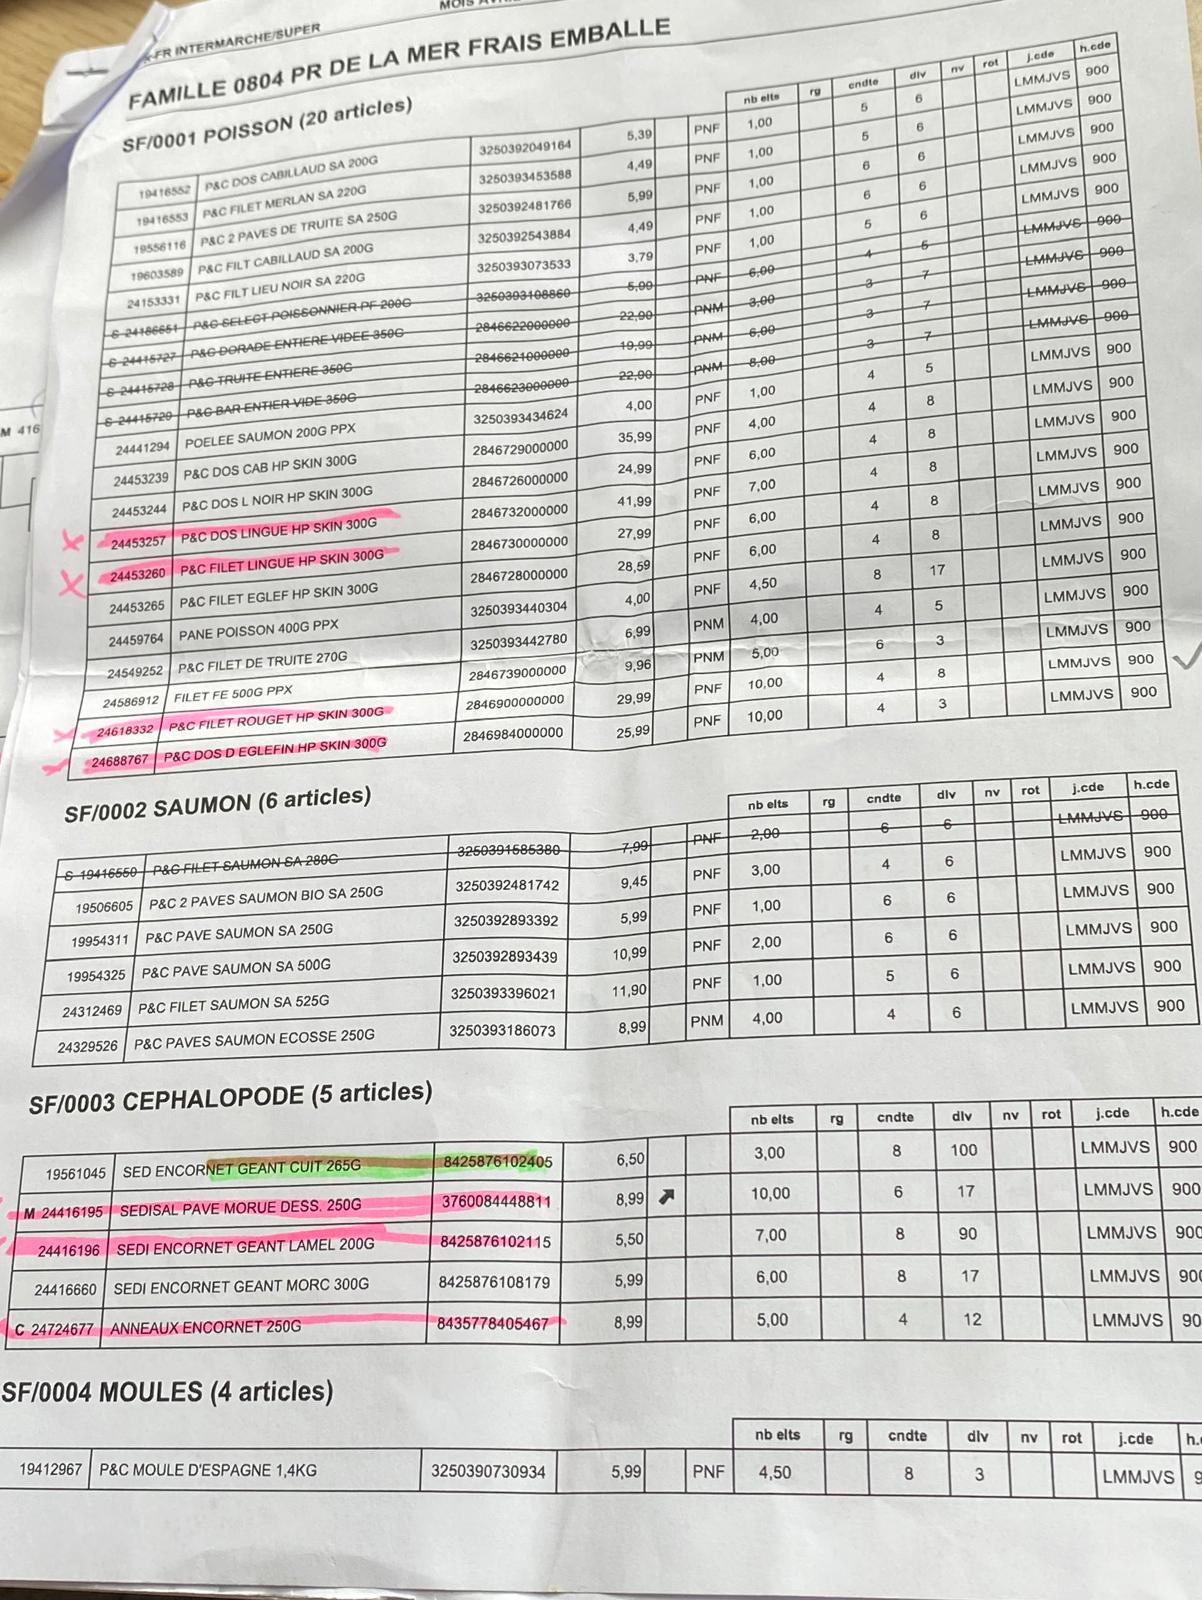 MOIS
FR INTERMARCHE/SUPER
FAMILLE 0804 PR DE LA MER FRAIS EMBALLE
SF/0001 POISSON (20 articles)
nb elts rg cndte dlv nv rot j.cde h.cde
19416552 P&C DOS CABILLAUD SA 200G 3250392049164 5,39 PNF 1,00 5 6 LMMJVS 900
19416553 P&C FILET MERLAN SA 220G 3250393453588 4,49 PNF 1,00 5 6 LMMJVS 900
19556116 P&C 2 PAVES DE TRUITE SA 250G 3250392481766 5,99 PNF 1,00 6 6 LMMJVS 900
19603589 P&C FILT CABILLAUD SA 200G 3250392543884 4,49 PNF 1,00 6 6 LMMJVS 900
24153331 P&C FILT LIEU NOIR SA 220G 3250393073533 3,79 PNF 1,00 5 6 LMMJVS 900
S 24186651 P&C SELECT POISSONNIER PF 200G 3250393108860 5,00 PNF 6,00 4 5 LMMJVS 900
S 24415727 P&C DORADE ENTIERE VIDEE 350G 2846622000000 22,90 PNM 3,00 3 7 LMMJVS 900
S 24415728 P&C TRUITE ENTIERE 350G 2846621000000 19,99 PNM 6,00 3 7 LMMJVS 900
S 24415729 P&C BAR ENTIER VIDE 350G 2846623000000 22,90 PNM 8,00 3 7 LMMJVS 900
24441294 POELEE SAUMON 200G PPX 3250393434624 4,00 PNF 1,00 4 5 LMMJVS 900
24453239 P&C DOS CAB HP SKIN 300G 2846729000000 35,99 PNF 4,00 4 8 LMMJVS 900
24453244 P&C DOS L NOIR HP SKIN 300G 2846726000000 24,99 PNF 6,00 4 8 LMMJVS 900
24453257 P&C DOS LINGUE HP SKIN 300G 2846732000000 41,99 PNF 7,00 4 8 LMMJVS 900
24453260 P&C FILET LINGUE HP SKIN 300G 2846730000000 27,99 PNF 6,00 4 8 LMMJVS 900
24453265 P&C FILET EGLEF HP SKIN 300G 2846728000000 28,59 PNF 6,00 4 8 LMMJVS 900
24459764 PANE POISSON 400G PPX 3250393440304 4,00 PNF 4,50 8 17 LMMJVS 900
24549252 P&C FILET DE TRUITE 270G 3250393442780 6,99 PNM 4,00 4 5 LMMJVS 900
24586912 FILET FE 500G PPX 2846739000000 9,96 PNM 5,00 6 3 LMMJVS 900
24618332 P&C FILET ROUGET HP SKIN 300G 2846900000000 29,99 PNF 10,00 4 8 LMMJVS 900
24688767 P&C DOS D EGLEFIN HP SKIN 300G 2846984000000 25,99 PNF 10,00 4 3 LMMJVS 900
M 416
SF/0002 SAUMON (6 articles)
nb elts rg cndte dlv nv rot j.cde h.cde
S 19416550 P&C FILET SAUMON SA 280G 3250391585380 7,99 PNF 2,00 6 6 LMMJVS 900
19506605 P&C 2 PAVES SAUMON BIO SA 250G 3250392481742 9,45 PNF 3,00 4 6 LMMJVS 900
19954311 P&C PAVE SAUMON SA 250G 3250392893392 5,99 PNF 1,00 6 6 LMMJVS 900
19954325 P&C PAVE SAUMON SA 500G 3250392893439 10,99 PNF 2,00 6 6 LMMJVS 900
24312469 P&C FILET SAUMON SA 525G 3250393396021 11,90 PNF 1,00 5 6 LMMJVS 900
24329526 P&C PAVES SAUMON ECOSSE 250G 3250393186073 8,99 PNM 4,00 4 6 LMMJVS 900
SF/0003 CEPHALOPODE (5 articles)
nb elts rg cndte dlv nv rot j.cde h.cde
19561045 SED ENCORNET GEANT CUIT 265G 8425876102405 6,50 3,00 8 100 LMMJVS 900
M 24416195 SEDISAL PAVE MORUE DESS. 250G 3760084448811 8,99 10,00 6 17 LMMJVS 900
24416196 SEDI ENCORNET GEANT LAMEL 200G 8425876102115 5,50 7,00 8 90 LMMJVS 900
24416660 SEDI ENCORNET GEANT MORC 300G 8425876108179 5,99 6,00 8 17 LMMJVS 900
C 24724677 ANNEAUX ENCORNET 250G 8435778405467 8,99 5,00 4 12 LMMJVS 90
SF/0004 MOULES (4 articles)
nb elts rg cndte dlv nv rot j.cde h.
19412967 P&C MOULE D'ESPAGNE 1,4KG 3250390730934 5,99 PNF 4,50 8 3 LMMJVS 9